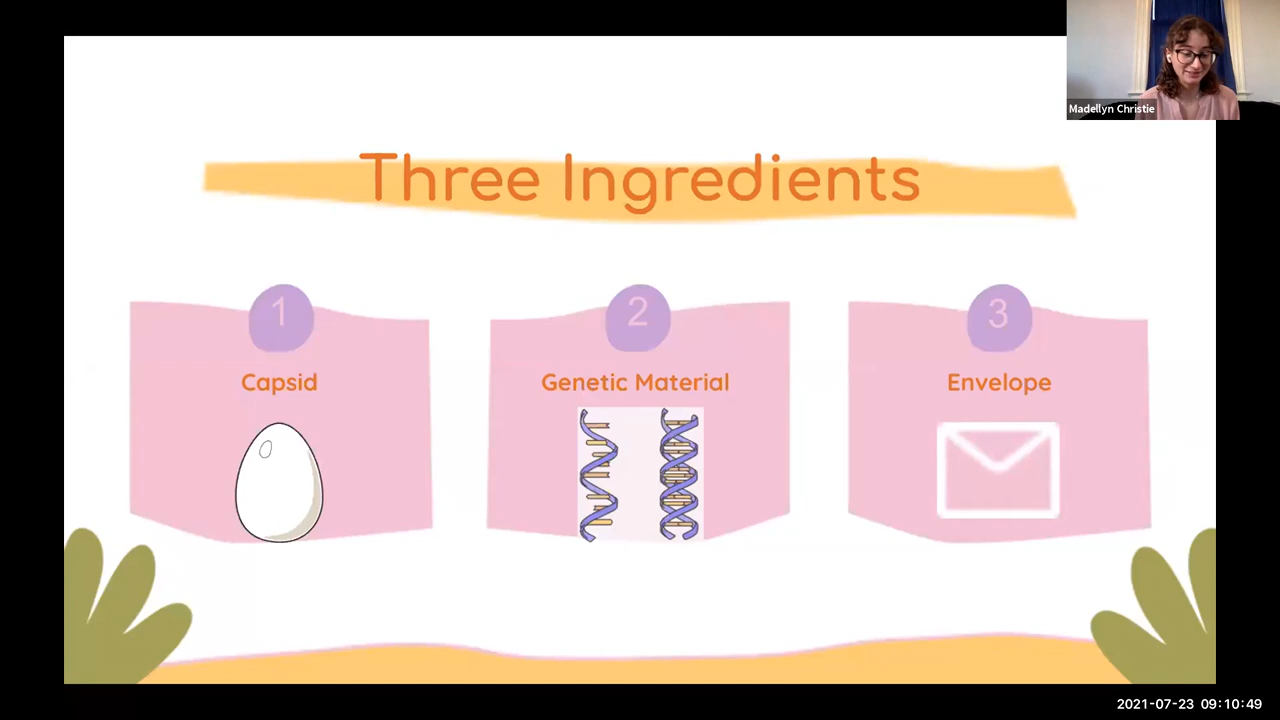 Madellyn Christie
Three Ingredients
1
2
3
Capsid
Genetic Material
Envelope
2021-07-23 09:10:49